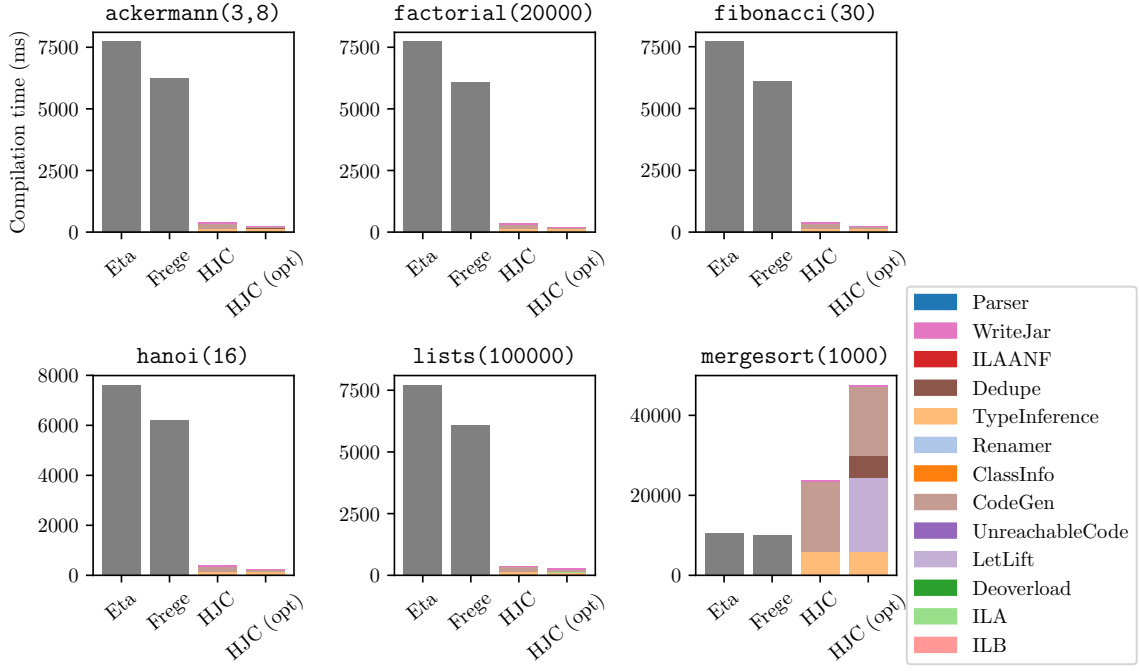 ackermann(3,8)
factorial(20000)
fibonacci(30)
Compilation time (ms)
7500
5000
2500
0
Eta
Frege
HJC
HJC (opt)
7500
5000
2500
0
Eta
Frege
HJC
HJC (opt)
7500
5000
2500
0
Eta
Frege
HJC
HJC (opt)
hanoi(16)
lists(100000)
mergesort(1000)
8000
6000
4000
2000
0
Eta
Frege
HJC
HJC (opt)
7500
5000
2500
0
Eta
Frege
HJC
HJC (opt)
40000
20000
0
Eta
Frege
HJC
HJC (opt)
Parser
WriteJar
ILAANF
Dedupe
TypeInference
Renamer
ClassInfo
CodeGen
UnreachableCode
LetLift
Deoverload
ILA
ILB